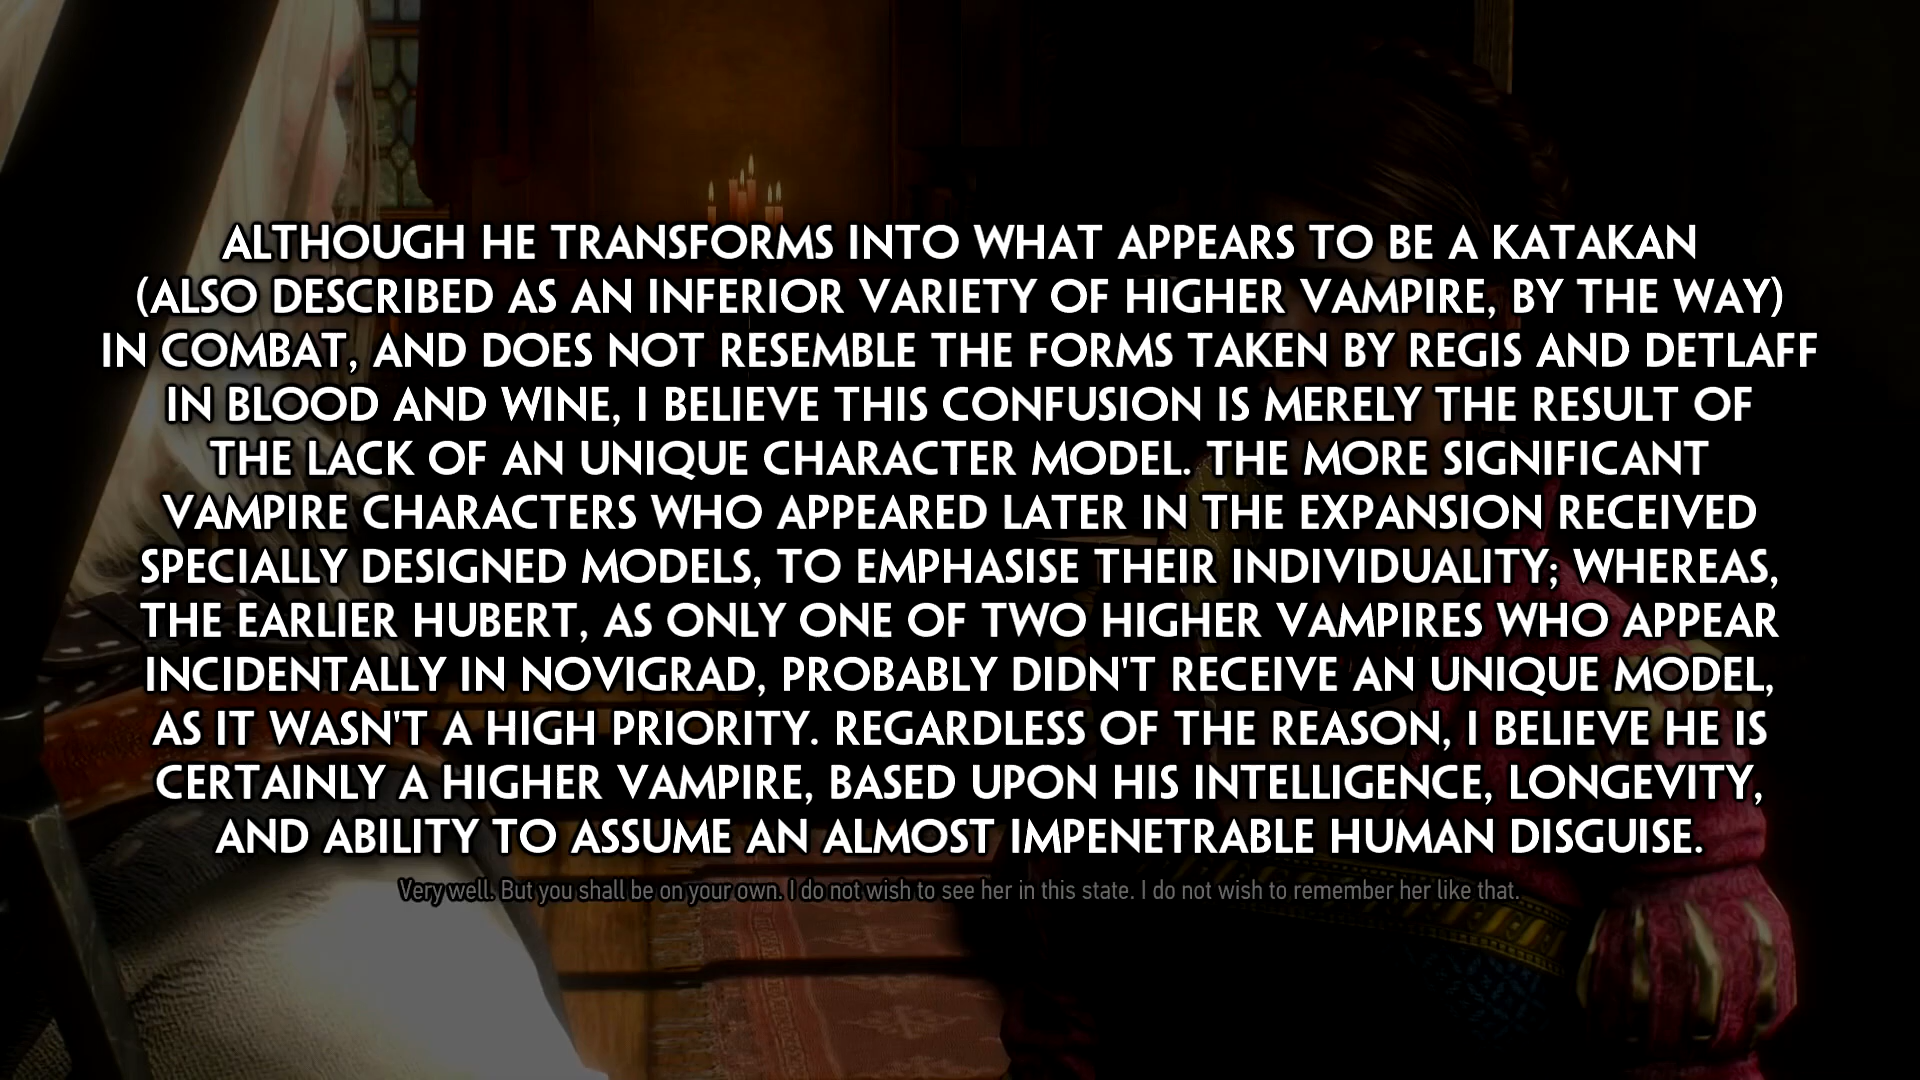 ALTHOUGH HE TRANSFORMS INTO WHAT APPEARS TO BE A KATAKAN
(ALSO DESCRIBED AS AN INFERIOR VARIETY OF HIGHER VAMPIRE, BY THE WAY)
IN COMBAT, AND DOES NOT RESEMBLE THE FORMS TAKEN BY REGIS AND DETLAFF
IN BLOOD AND WINE, I BELIEVE THIS CONFUSION IS MERELY THE RESULT OF
THE LACK OF AN UNIQUE CHARACTER MODEL. THE MORE SIGNIFICANT
VAMPIRE CHARACTERS WHO APPEARED LATER IN THE EXPANSION RECEIVED
SPECIALLY DESIGNED MODELS, TO EMPHASISE THEIR INDIVIDUALITY; WHEREAS,
THE EARLIER HUBERT, AS ONLY ONE OF TWO HIGHER VAMPIRES WHO APPEAR
INCIDENTALLY IN NOVIGRAD, PROBABLY DIDN'T RECEIVE AN UNIQUE MODEL,
AS IT WASN'T A HIGH PRIORITY. REGARDLESS OF THE REASON, I BELIEVE HE IS
CERTAINLY A HIGHER VAMPIRE, BASED UPON HIS INTELLIGENCE, LONGEVITY,
AND ABILITY TO ASSUME AN ALMOST IMPENETRABLE HUMAN DISGUISE.
Very well. But you shall be on your own. I do not wish to see her in this state. I do not wish to remember her like that.